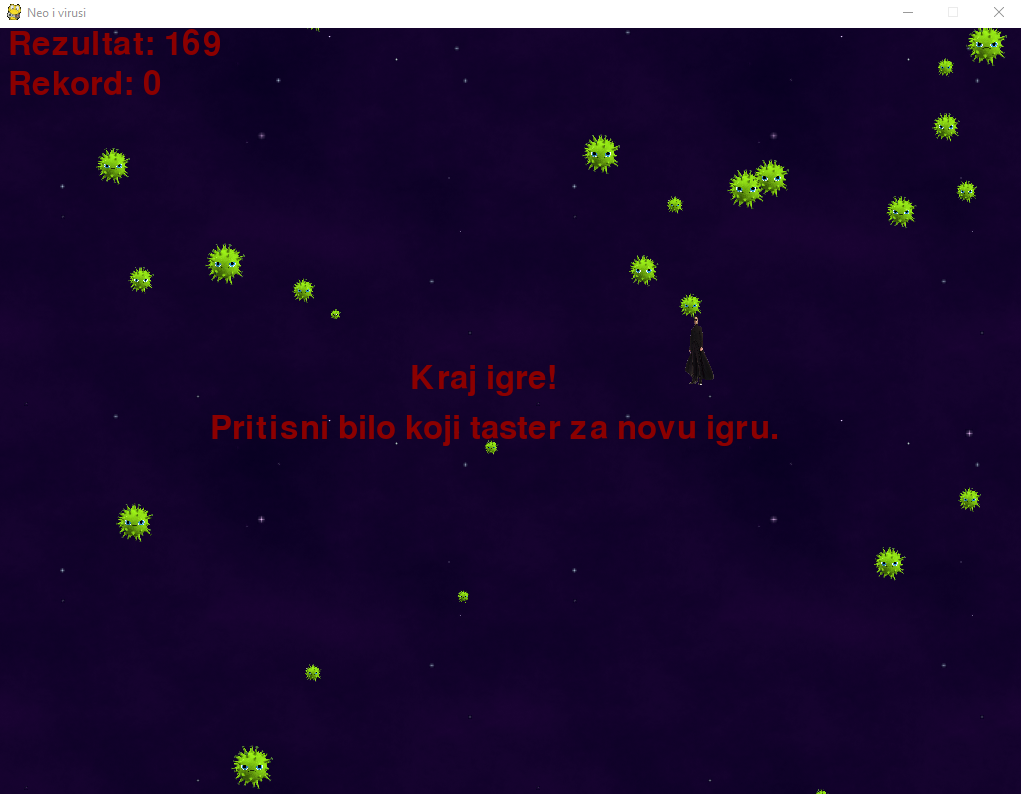 Neo i virusi
Rezultat: 169
Rekord: 0
Kraj igre!
Pritisni bilo koji taster za novu igru.